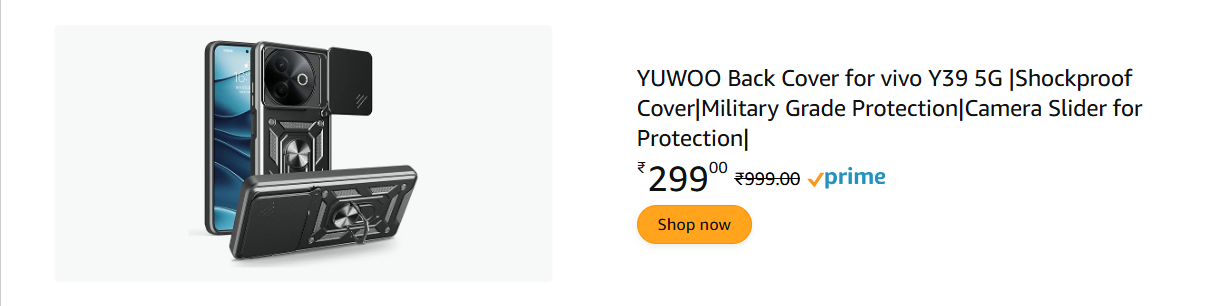 YUWOO Back Cover for vivo Y39 5G |Shockproof
Cover|Military Grade Protection|Camera Slider for
Protection|
₹299⁰⁰ ₹999.00 prime
Shop now